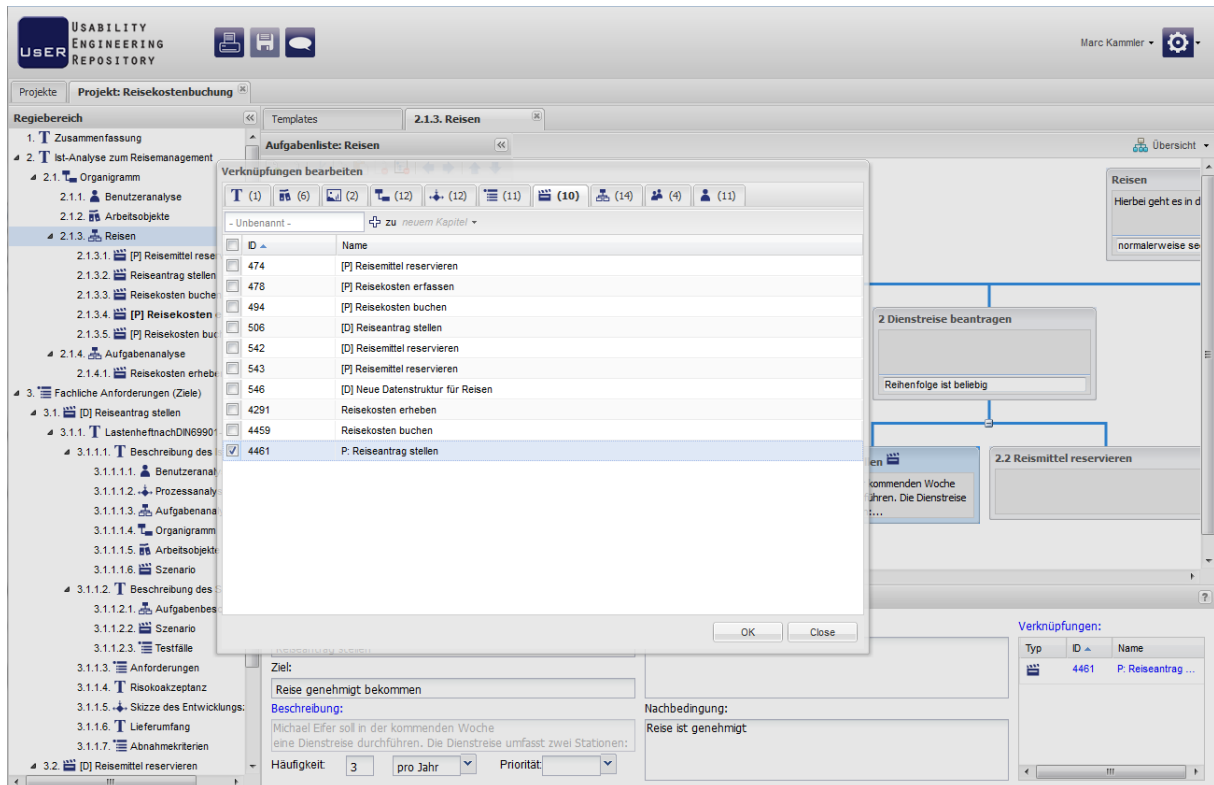 USABILITY
ENGINEERING
REPOSITORY
UsER
Marc Kammler
Projekte
Projekt: Reisekostenbuchung
Regiebereich
1. T Zusammenfassung
2. T Ist-Analyse zum Reisemanagement
2.1. Organigramm
2.1.1. Benutzeranalyse
2.1.2. Arbeitsobjekte
2.1.3. Reisen
2.1.3.1. [P] Reisemittel rese
2.1.3.2. Reiseantrag stellen
2.1.3.3. Reisekosten buche
2.1.3.4. [P] Reisekosten
2.1.3.5. [P] Reisekosten buc
2.1.4. Aufgabenanalyse
2.1.4.1. Reisekosten erhebe
3. Fachliche Anforderungen (Ziele)
3.1. [D] Reiseantrag stellen
3.1.1. T LastenheftnachDIN69901
3.1.1.1. T Beschreibung des
3.1.1.1.1. Benutzeranaly
3.1.1.1.2. Prozessanalys
3.1.1.1.3. Aufgabenana
3.1.1.1.4. Organigramm
3.1.1.1.5. Arbeitsobjekte
3.1.1.1.6. Szenario
3.1.1.2. T Beschreibung des S
3.1.1.2.1. Aufgabenbesc
3.1.1.2.2. Szenario
3.1.1.2.3. Testfälle
3.1.1.3. Anforderungen
3.1.1.4. T Risokoakzeptanz
3.1.1.5. Skizze des Entwicklungs:
3.1.1.6. T Lieferumfang
3.1.1.7. Abnahmekriterien
3.2. [D] Reisemittel reservieren
Templates
2.1.3. Reisen
Aufgabenliste: Reisen
Übersicht
Verknüpfungen bearbeiten
T (1) (6) (2) (12) (12) (11) (10) (14) (4) (11)
- Unbenannt - zu neuem Kapitel
ID Name
474 [P] Reisemittel reservieren
478 [P] Reisekosten erfassen
494 [P] Reisekosten buchen
506 [D] Reiseantrag stellen
542 [D] Reisemittel reservieren
543 [P] Reisemittel reservieren
546 [D] Neue Datenstruktur für Reisen
4291 Reisekosten erheben
4459 Reisekosten buchen
4461 P: Reiseantrag stellen
OK Close
Reisen
Hierbei geht es in d
normalerweise se
2 Dienstreise beantragen
Reihenfolge ist beliebig
len
kommenden Woche
ühren. Die Dienstreise
:...
2.2 Reismittel reservieren
?
Reiseantrag stellen
Ziel:
Reise genehmigt bekommen
Beschreibung:
Michael Eifer soll in der kommenden Woche
eine Dienstreise durchführen. Die Dienstreise umfasst zwei Stationen:
Häufigkeit: 3 pro Jahr Priorität:
Nachbedingung:
Reise ist genehmigt
Verknüpfungen:
Typ ID Name
4461 P: Reiseantrag ...